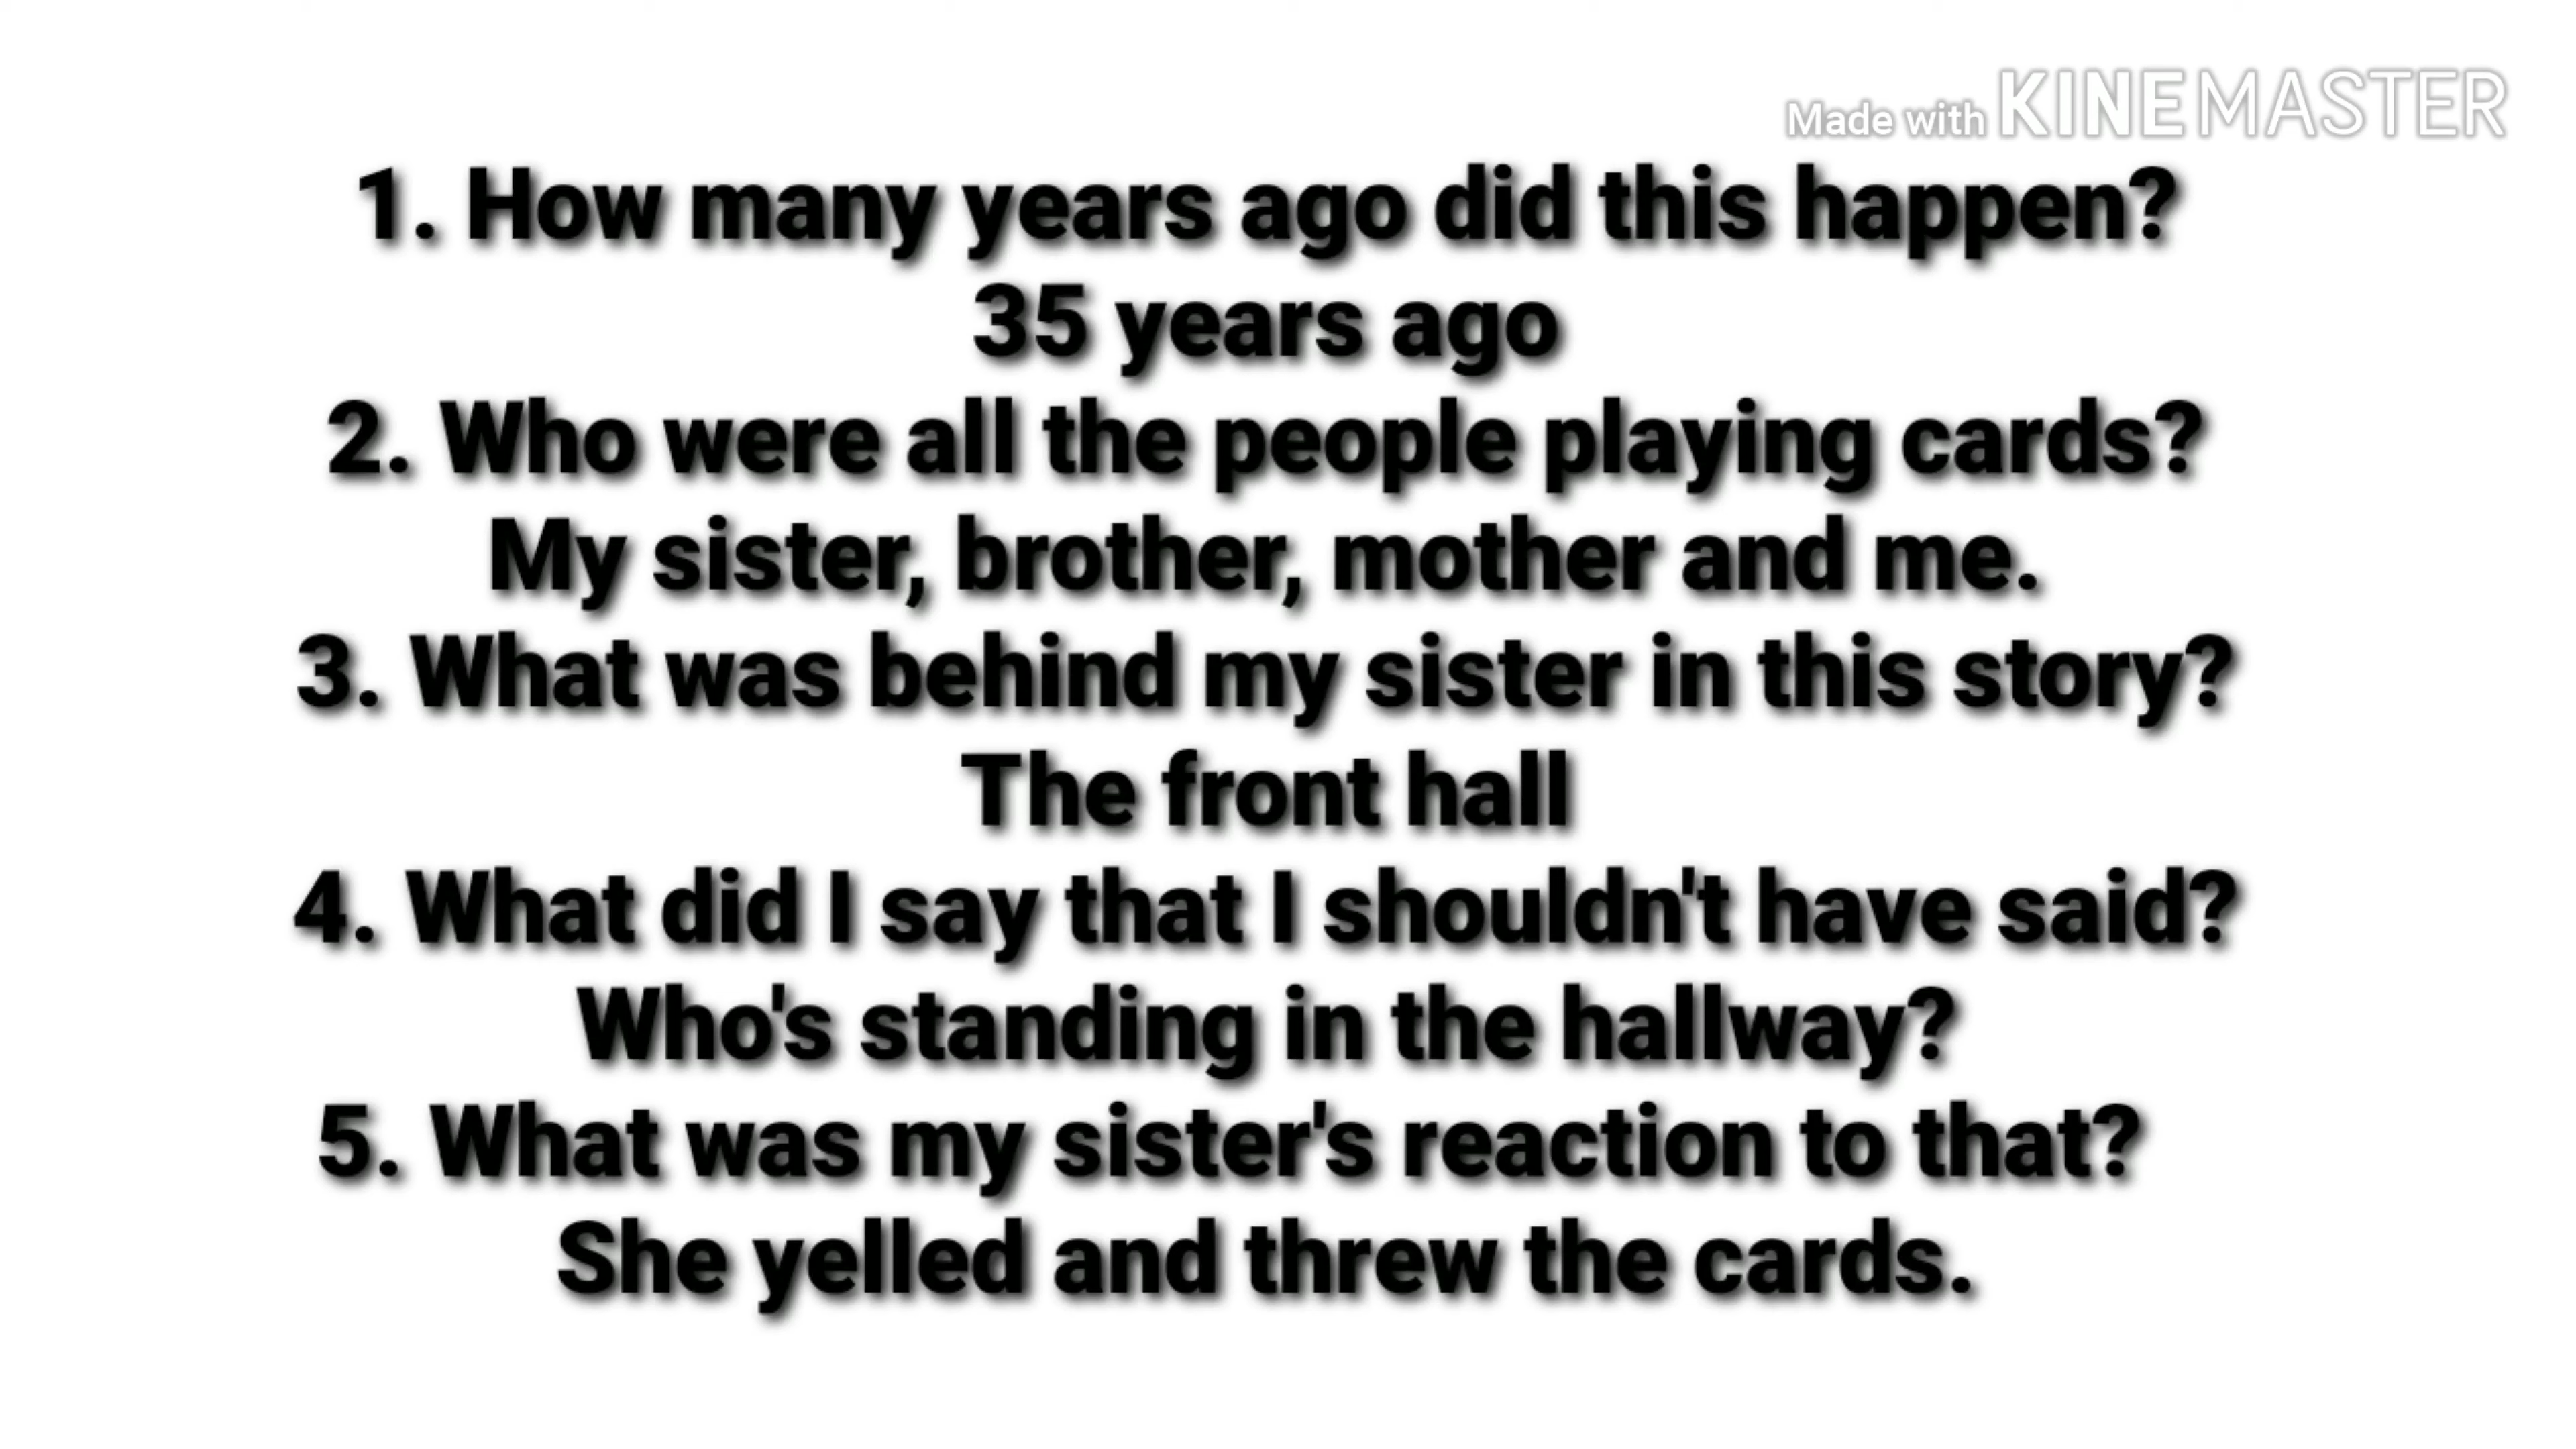 Made with KINEMASTER
1. How many years ago did this happen?
35 years ago
2. Who were all the people playing cards?
My sister, brother, mother and me.
3. What was behind my sister in this story?
The front hall
4. What did I say that I shouldn't have said?
Who's standing in the hallway?
5. What was my sister's reaction to that?
She yelled and threw the cards.